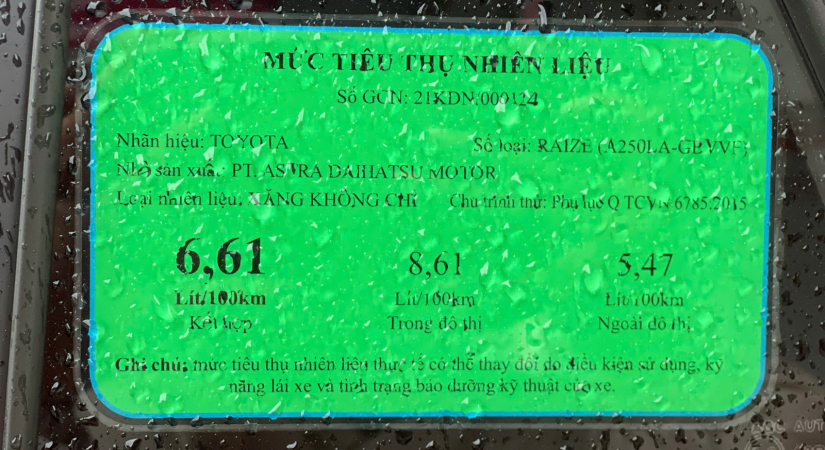 MỨC TIÊU THỤ NHIÊN LIỆU
Số GCN: 21KDN/000124
Nhãn hiệu: TOYOTA
Số loại: RAIZE (A250LA-GBVVF)
Nhà sản xuất: PT. ASTRA DAIHATSU MOTOR
Loại nhiên liệu: XĂNG KHÔNG CHÌ
Chu trình thử: Phụ lục Q TCVN 6785:2015
6,61 8,61 5,47
Lít/100km Lít/100km Lít/100km
Kết hợp Trong đô thị Ngoài đô thị
Ghi chú: mức tiêu thụ nhiên liệu thực tế có thể thay đổi do điều kiện sử dụng, kỹ
năng lái xe và tình trạng bảo dưỡng kỹ thuật của xe.